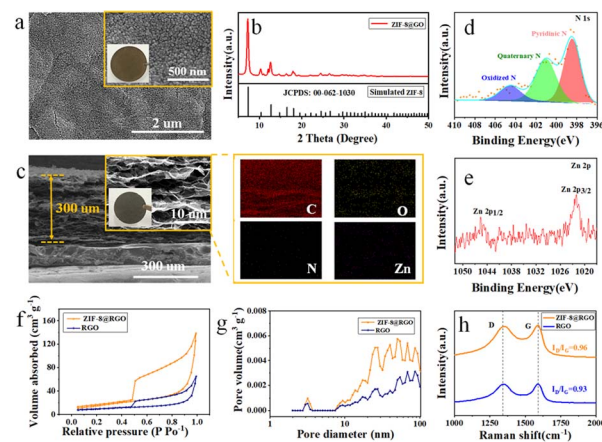 a
500 nm
2 um
b
ZIF-8@GO
JCPDS: 00-062-1030
Simulated ZIF-8
Intensity(a.u.)
10 20 30 40 50
2 Theta (Degree)
d
N 1s
Pyridinic N
Quaternary N
Oxidized N
Intensity(a.u.)
410 408 406 404 402 400 398 396
Binding Energy(eV)
c
300 um
10 um
300 um
C
O
N
Zn
e
Zn 2p
Zn 2p3/2
Zn 2p1/2
Intensity(a.u.)
1050 1044 1038 1032 1026 1020
Binding Energy(eV)
f
ZIF-8@RGO
RGO
Volume absorbed(cm3 g-1)
200
150
100
50
0
0.0 0.2 0.4 0.6 0.8 1.0
Relative pressure (P Po-1)
g
ZIF-8@RGO
RGO
Pore volume(cm3 g-1)
0.008
0.006
0.004
0.002
0.000
1 10 100
Pore diameter (nm)
h
ZIF-8@RGO
RGO
D
G
ID/IG=0.96
ID/IG=0.93
Intensity(a.u.)
1000 1250 1500 1750 2000
Raman shift(cm-1)